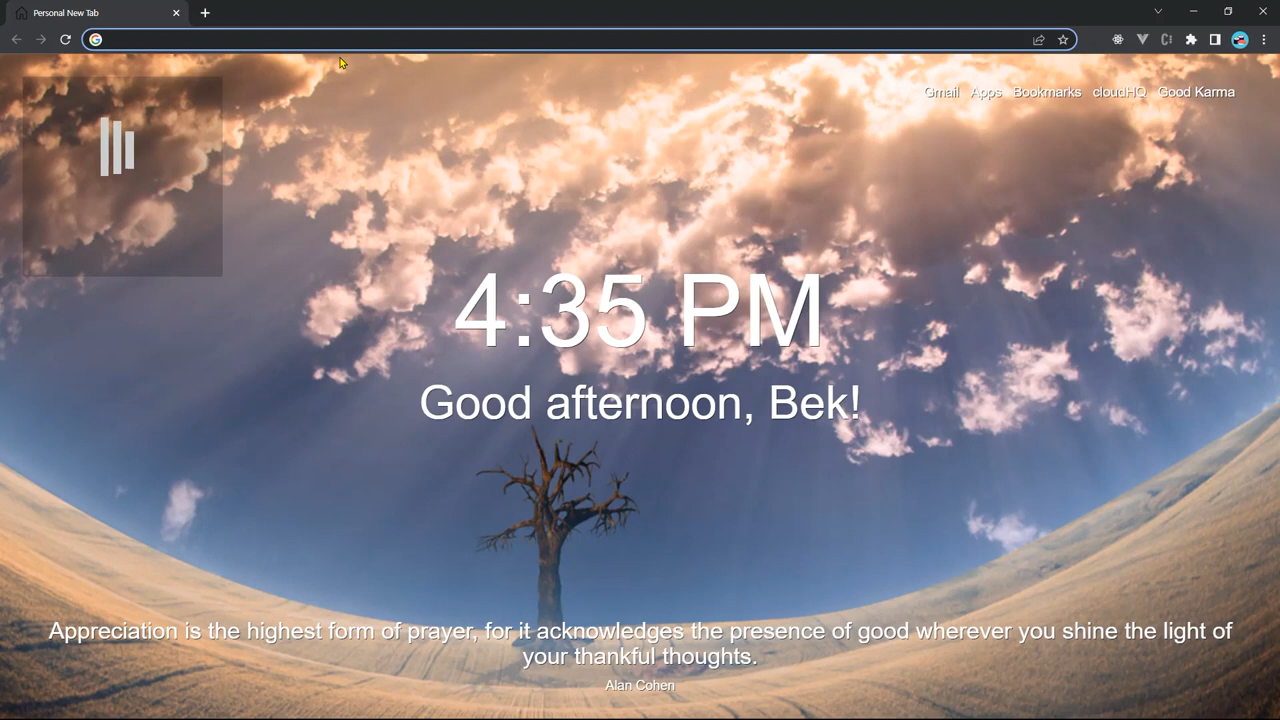 Personal New Tab
Gmail Apps Bookmarks cloudHQ Good Karma
4:35 PM
Good afternoon, Bek!
Appreciation is the highest form of prayer, for it acknowledges the presence of good wherever you shine the light of
your thankful thoughts.
Alan Cohen